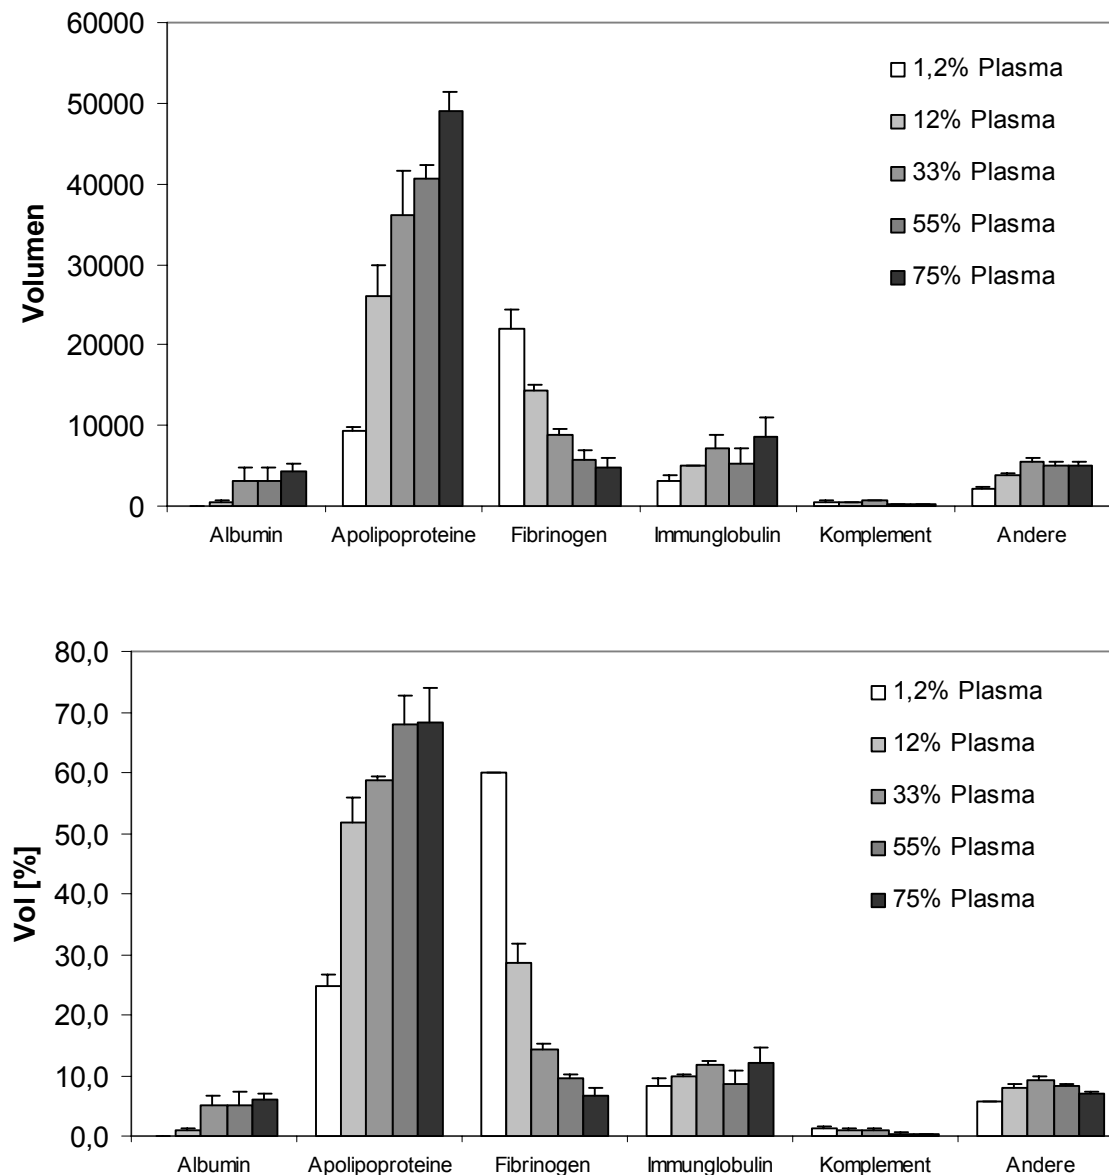 60000
50000
40000
30000
20000
10000
0
Volumen
1,2% Plasma
12% Plasma
33% Plasma
55% Plasma
75% Plasma
Albumin Apolipoproteine Fibrinogen Immunglobulin Komplement Andere
80,0
70,0
60,0
50,0
40,0
30,0
20,0
10,0
0,0
Vol [%]
1,2% Plasma
12% Plasma
33% Plasma
55% Plasma
75% Plasma
Albumin Apolipoproteine Fibrinogen Immunglobulin Komplement Andere